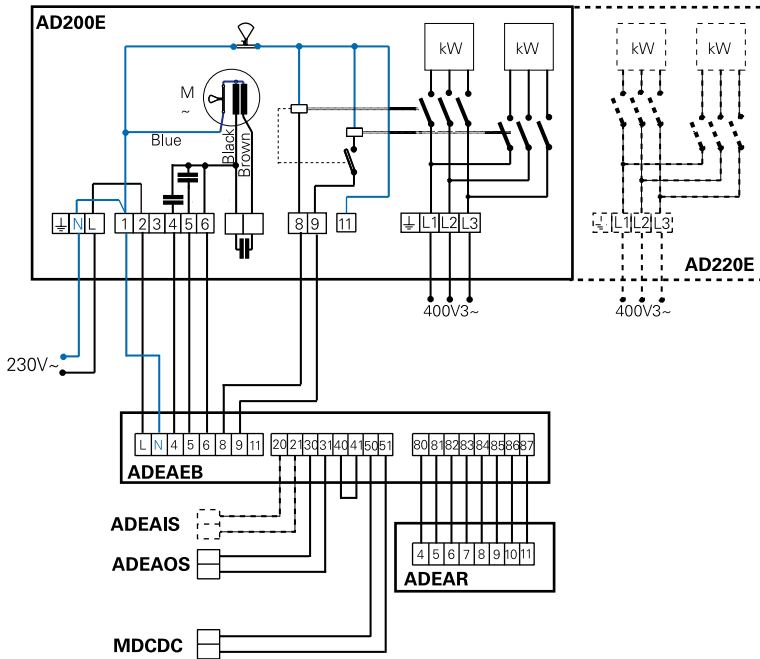 AD200E
kW kW
kW kW
M
~
Blue
Black
Brown
N L 1 2 3 4 5 6 8 9 11 L1 L2 L3
L1 L2 L3
AD220E
400V3~
400V3~
230V~
L N 4 5 6 8 9 11 20 21 30 31 40 41 50 51 80 81 82 83 84 85 86 87
ADEAEB
ADEAIS
ADEAOS
4 5 6 7 8 9 10 11
ADEAR
MDCDC